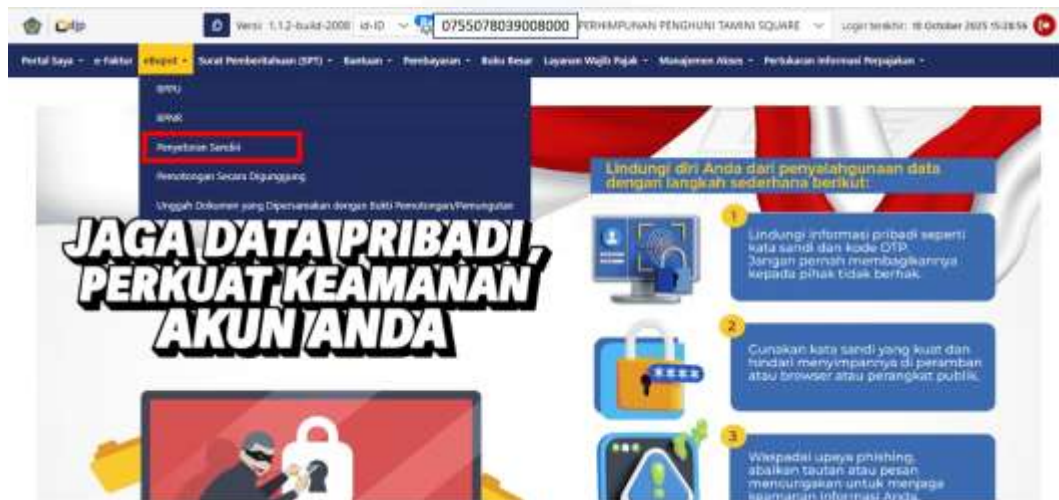 djp Versi: 1.1.2-build-2008 id-ID 0755078039008000 PERHIMPUNAN PENGHUNI TAMINI SQUARE Login terakhir: 10 October 2025 15:28:56
Portal Saya e-Faktur eBupot Surat Pemberitahuan (SPT) Bantuan Pembayaran Buku Besar Layanan Wajib Pajak Manajemen Akses Pertukaran Informasi Perpajakan
BPPU
BPNR
Penyetoran Sendiri
Pemotongan Secara Digunggung
Unggah Dokumen yang Dipersamakan dengan Bukti Pemotongan/Pemungutan
JAGA DATA PRIBADI,
PERKUAT KEAMANAN
AKUN ANDA
Lindungi diri Anda dari penyalahgunaan data
dengan langkah sederhana berikut:
1
Lindungi informasi pribadi seperti
kata sandi dan kode OTP.
Jangan pernah membagikannya
kepada pihak tidak berhak.
2
Gunakan kata sandi yang kuat dan
hindari menyimpannya di peramban
atau browser atau perangkat publik.
3
Waspadai upaya phishing,
abaikan tautan atau pesan
mencurigakan untuk menjaga
keamanan informasi Anda.